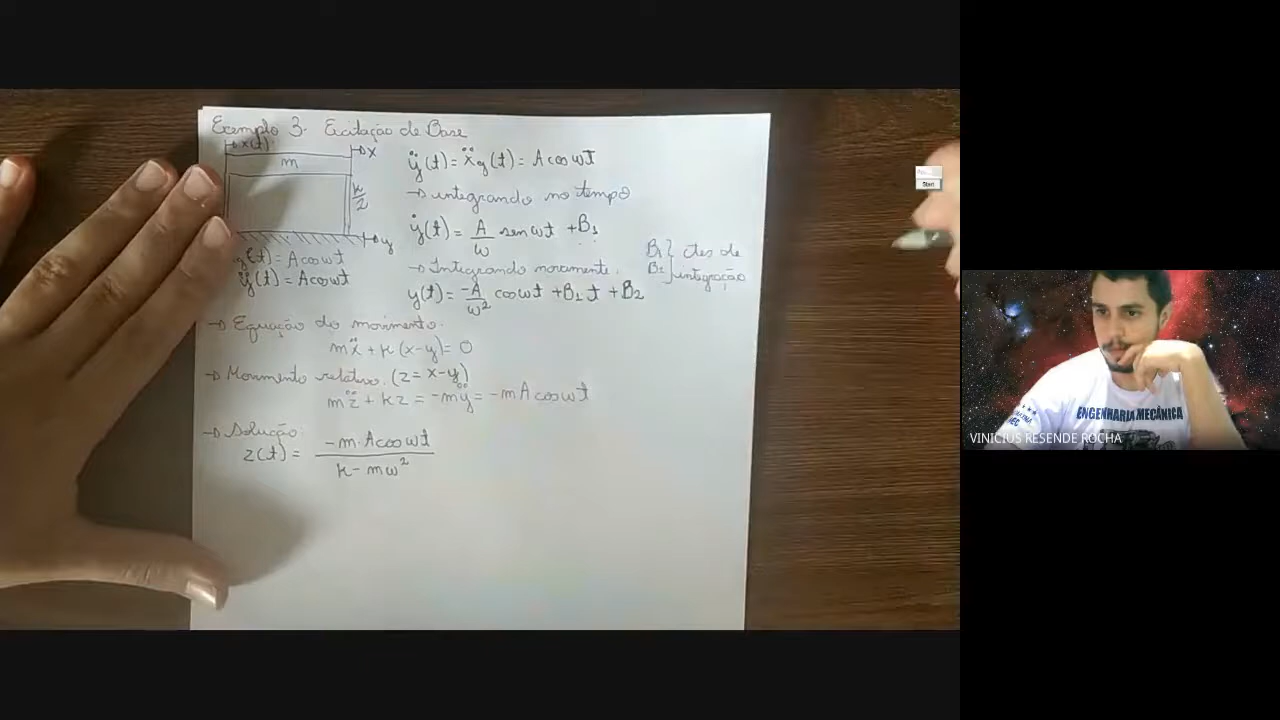 Exemplo 3. Excitação de Base
x(t)
x
m
k/2
y
ÿ(t) = A cos ωt
ÿ(t) = ẍg(t) = A cos ωt
→ integrando no tempo
ẏ(t) = A/ω sen ωt + B1
→ Integrando novamente.
y(t) = -A/ω² cos ωt + B1 t + B2
B1 } ctes de
B2 } integração
→ Equação do movimento.
mẍ + k(x-y) = 0
→ Movimento relativo. (z = x-y)
mz̈ + kz = -mÿ = -mA cos ωt
→ Solução:
z(t) = -m·A cos ωt / k - mω²
Start
ENGENHARIA MECÂNICA
VINICIUS RESENDE ROCHA